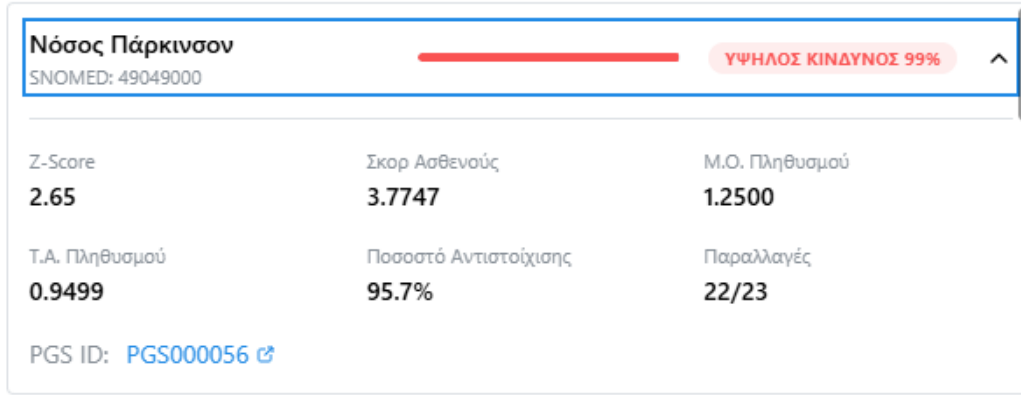 Νόσος Πάρκινσον
ΥΨΗΛΟΣ ΚΙΝΔΥΝΟΣ 99%
SNOMED: 49049000
Z-Score
Σκορ Ασθενούς
Μ.Ο. Πληθυσμού
2.65
3.7747
1.2500
Τ.Α. Πληθυσμού
Ποσοστό Αντιστοίχισης
Παραλλαγές
0.9499
95.7%
22/23
PGS ID: PGS000056